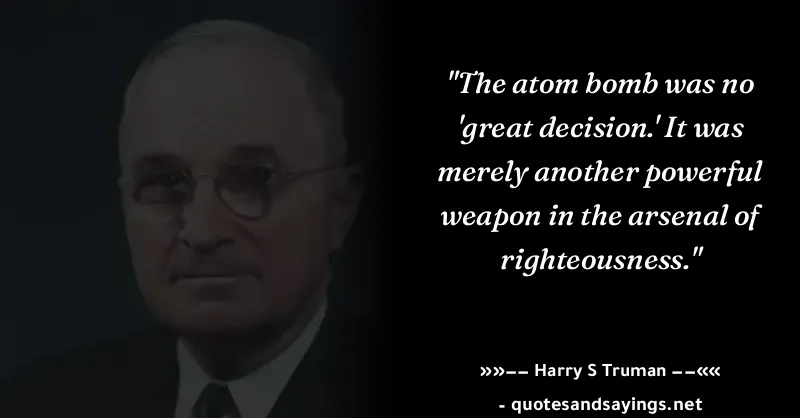 "The atom bomb was no
'great decision.' It was
merely another powerful
weapon in the arsenal of
righteousness."
»»−− Harry S Truman −−««
- quotesandsayings.net